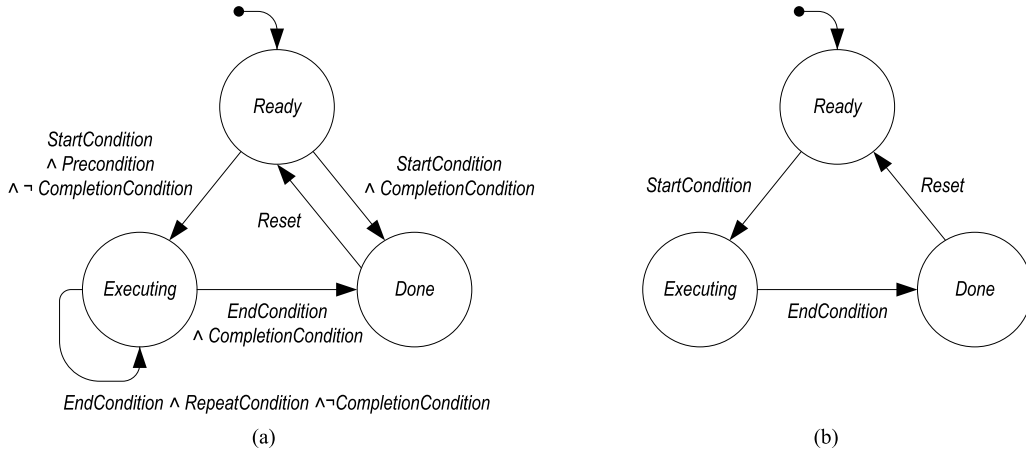 Ready
StartCondition
∧ Precondition
∧ ¬ CompletionCondition
StartCondition
∧ CompletionCondition
Reset
Executing
Done
EndCondition
∧ CompletionCondition
EndCondition ∧ RepeatCondition ∧¬CompletionCondition
(a)
Ready
StartCondition
Reset
Executing
Done
EndCondition
(b)